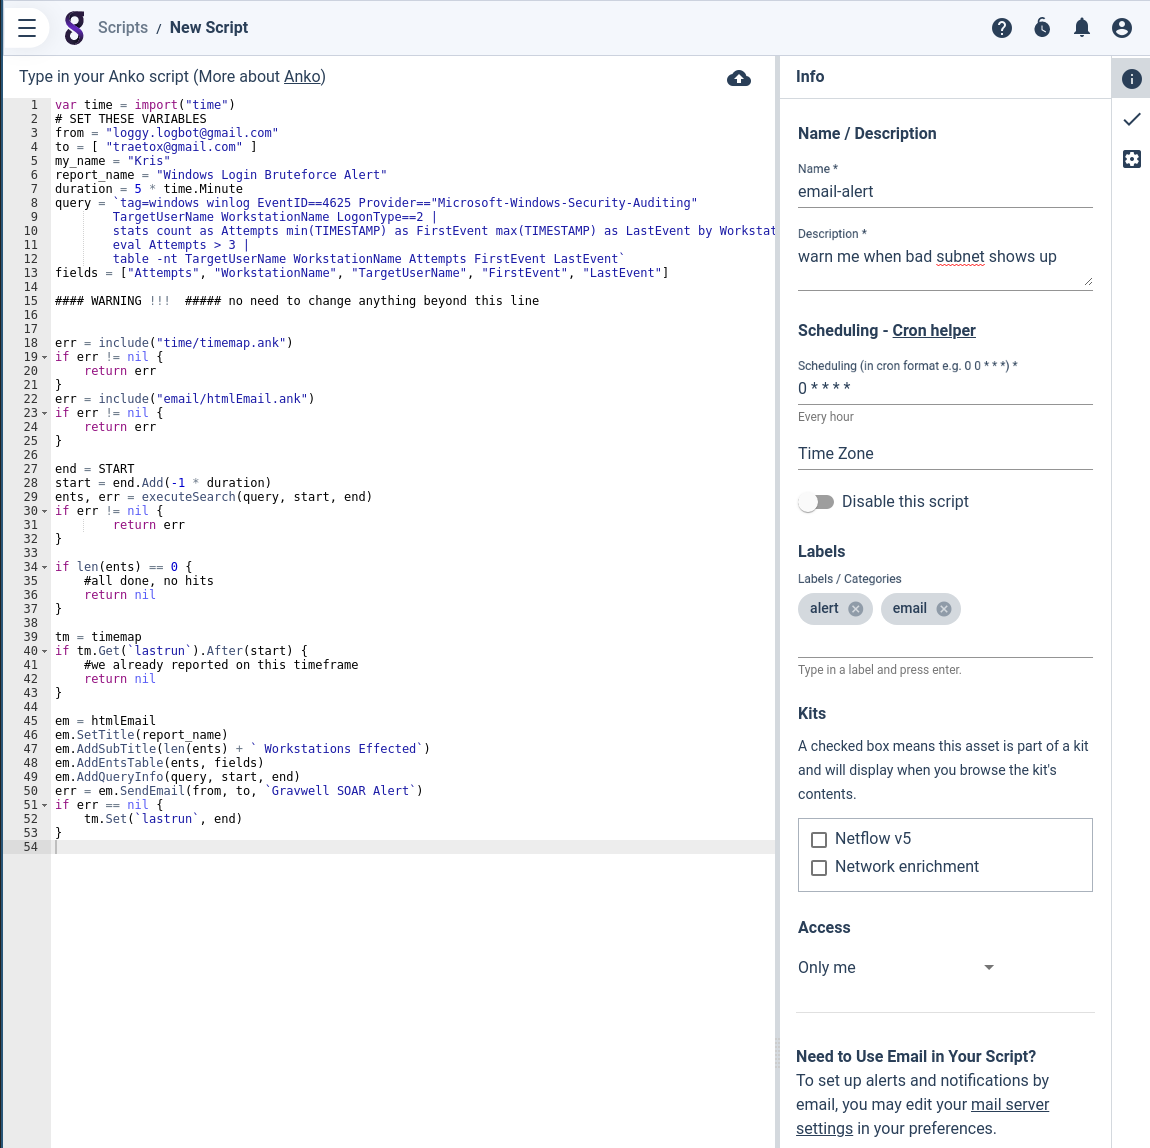 Scripts / New Script
Type in your Anko script (More about Anko)
1 var time = import("time")
2 # SET THESE VARIABLES
3 from = "loggy.logbot@gmail.com"
4 to = [ "traetox@gmail.com" ]
5 my_name = "Kris"
6 report_name = "Windows Login Bruteforce Alert"
7 duration = 5 * time.Minute
8 query = `tag=windows winlog EventID==4625 Provider=="Microsoft-Windows-Security-Auditing"
9         TargetUserName WorkstationName LogonType==2 |
10         stats count as Attempts min(TIMESTAMP) as FirstEvent max(TIMESTAMP) as LastEvent by Workstat
11         eval Attempts > 3 |
12         table -nt TargetUserName WorkstationName Attempts FirstEvent LastEvent`
13 fields = ["Attempts", "WorkstationName", "TargetUserName", "FirstEvent", "LastEvent"]
14
15 #### WARNING !!!  ##### no need to change anything beyond this line
16
17
18 err = include("time/timemap.ank")
19 if err != nil {
20     return err
21 }
22 err = include("email/htmlEmail.ank")
23 if err != nil {
24     return err
25 }
26
27 end = START
28 start = end.Add(-1 * duration)
29 ents, err = executeSearch(query, start, end)
30 if err != nil {
31         return err
32 }
33
34 if len(ents) == 0 {
35     #all done, no hits
36     return nil
37 }
38
39 tm = timemap
40 if tm.Get(`lastrun`).After(start) {
41     #we already reported on this timeframe
42     return nil
43 }
44
45 em = htmlEmail
46 em.SetTitle(report_name)
47 em.AddSubTitle(len(ents) + ` Workstations Effected`)
48 em.AddEntsTable(ents, fields)
49 em.AddQueryInfo(query, start, end)
50 err = em.SendEmail(from, to, `Gravwell SOAR Alert`)
51 if err == nil {
52     tm.Set(`lastrun`, end)
53 }
54
Info
Name / Description
Name *
email-alert
Description *
warn me when bad subnet shows up
Scheduling - Cron helper
Scheduling (in cron format e.g. 0 0 * * *) *
0 * * * *
Every hour
Time Zone
Disable this script
Labels
Labels / Categories
alert email
Type in a label and press enter.
Kits
A checked box means this asset is part of a kit
and will display when you browse the kit's
contents.
Netflow v5
Network enrichment
Access
Only me
Need to Use Email in Your Script?
To set up alerts and notifications by
email, you may edit your mail server
settings in your preferences.